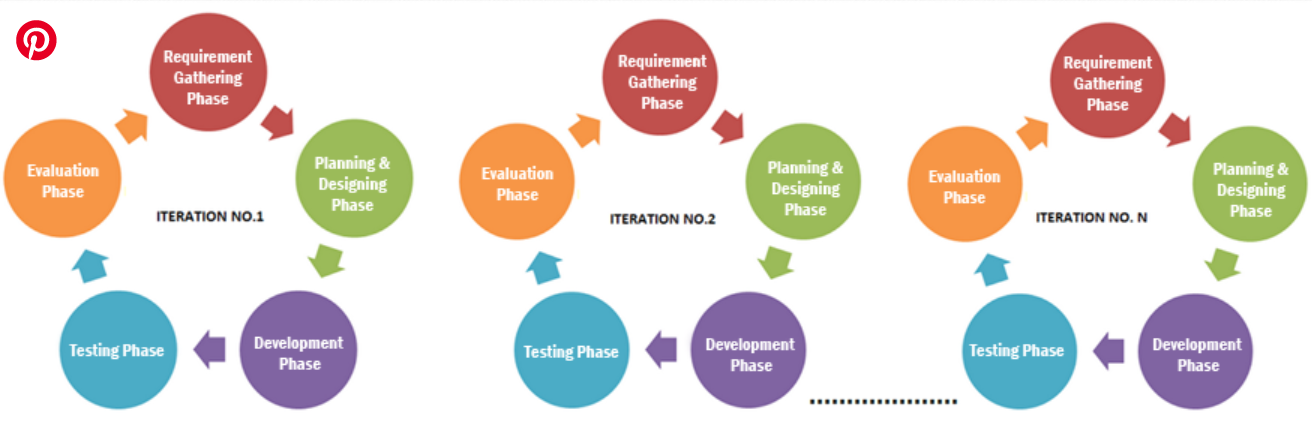 Requirement
Gathering
Phase
Planning &
Designing
Phase
Development
Phase
Testing Phase
Evaluation
Phase
ITERATION NO.1
Requirement
Gathering
Phase
Planning &
Designing
Phase
Development
Phase
Testing Phase
Evaluation
Phase
ITERATION NO.2
....................
Requirement
Gathering
Phase
Planning &
Designing
Phase
Development
Phase
Testing Phase
Evaluation
Phase
ITERATION NO. N